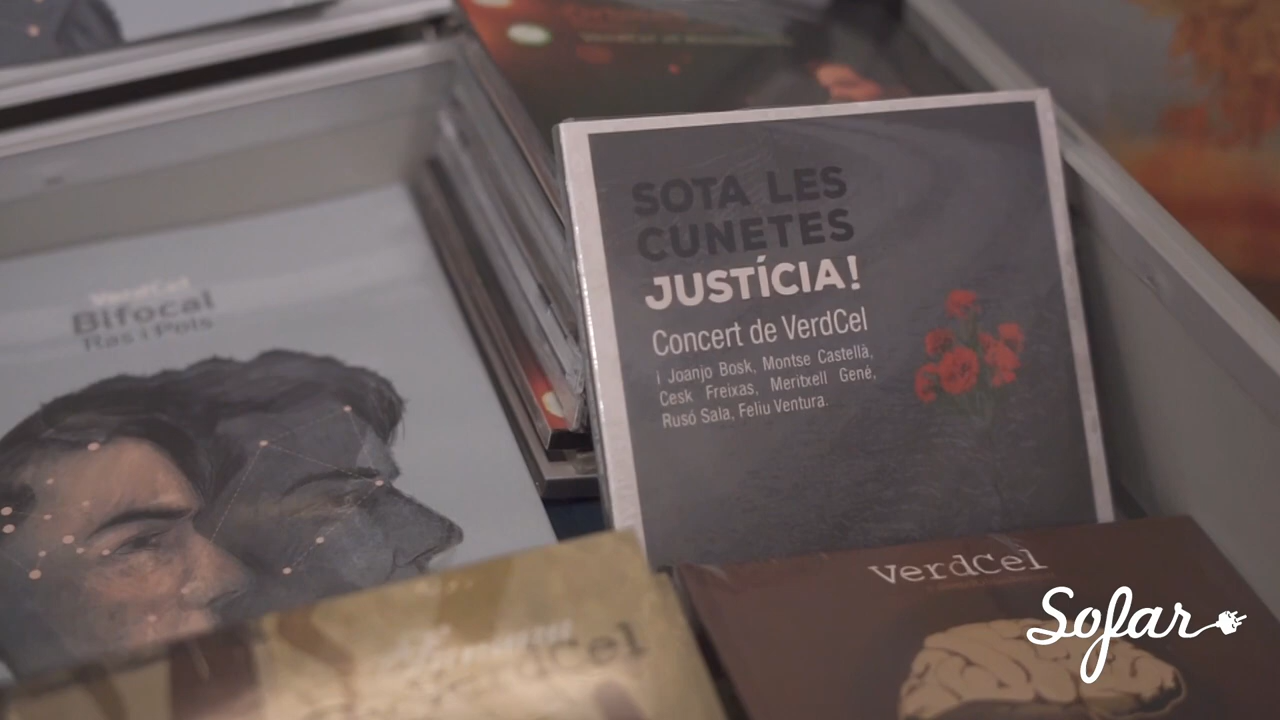 SOTA LES
CUNETES
JUSTÍCIA!
Concert de VerdCel
i Joanjo Bosk, Montse Castellà,
Cesk Freixas, Meritxell Gené,
Rusó Sala, Feliu Ventura.
VerdCel
Bifocal
Ras i Pols
VerdCel
Sofar